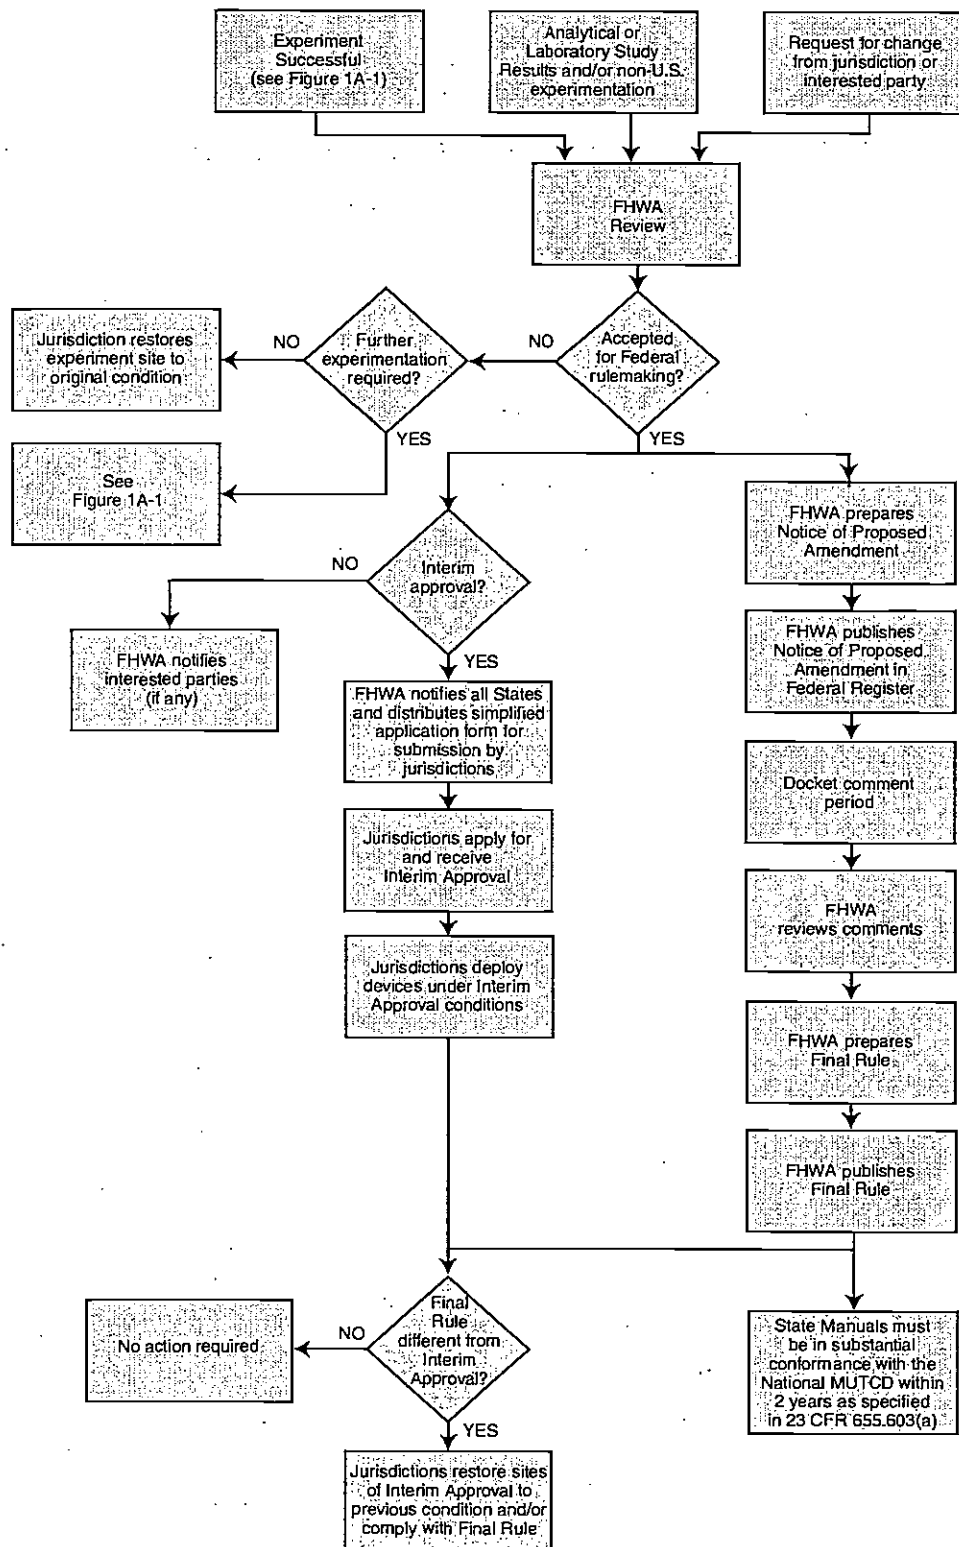 Experiment
Successful
(see Figure 1A-1)
Analytical or
Laboratory Study
Results and/or non-U.S.
experimentation
Request for change
from jurisdiction or
interested party
FHWA
Review
Jurisdiction restores
experiment site to
original condition
NO
Further
experimentation
required?
NO
Accepted
for Federal
rulemaking?
YES
YES
See
Figure 1A-1
FHWA prepares
Notice of Proposed
Amendment
NO
Interim
approval?
YES
FHWA notifies
interested parties
(if any)
FHWA publishes
Notice of Proposed
Amendment in
Federal Register
FHWA notifies all States
and distributes simplified
application form for
submission by
jurisdictions
Docket comment
period
Jurisdictions apply for
and receive
Interim Approval
FHWA
reviews comments
Jurisdictions deploy
devices under Interim
Approval conditions
FHWA prepares
Final Rule
FHWA publishes
Final Rule
No action required
NO
Final
Rule
different from
Interim
Approval?
YES
State Manuals must
be in substantial
conformance with the
National MUTCD within
2 years as specified
in 23 CFR 655.603(a)
Jurisdictions restore sites
of Interim Approval to
previous condition and/or
comply with Final Rule